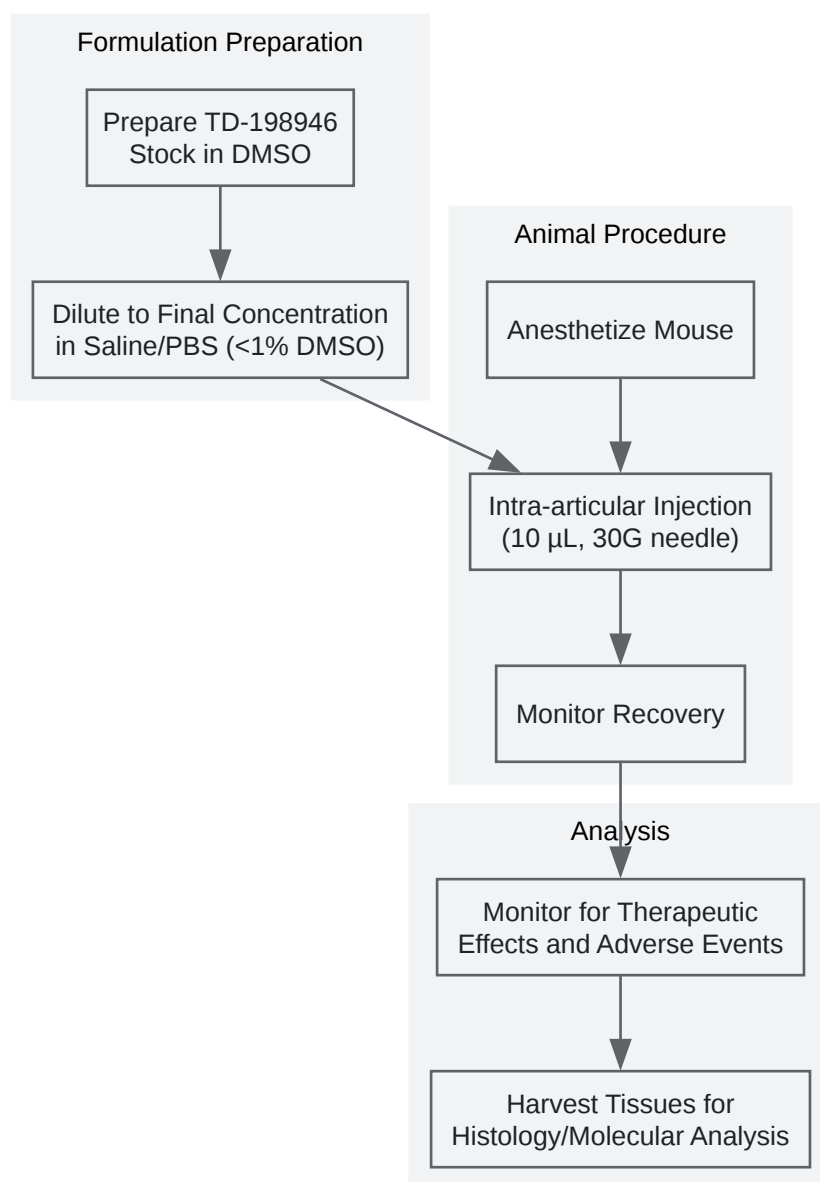 Formulation Preparation
Prepare TD-198946
Stock in DMSO
Dilute to Final Concentration
in Saline/PBS (<1% DMSO)
Animal Procedure
Anesthetize Mouse
Intra-articular Injection
(10 µL, 30G needle)
Monitor Recovery
Analysis
Monitor for Therapeutic
Effects and Adverse Events
Harvest Tissues for
Histology/Molecular Analysis